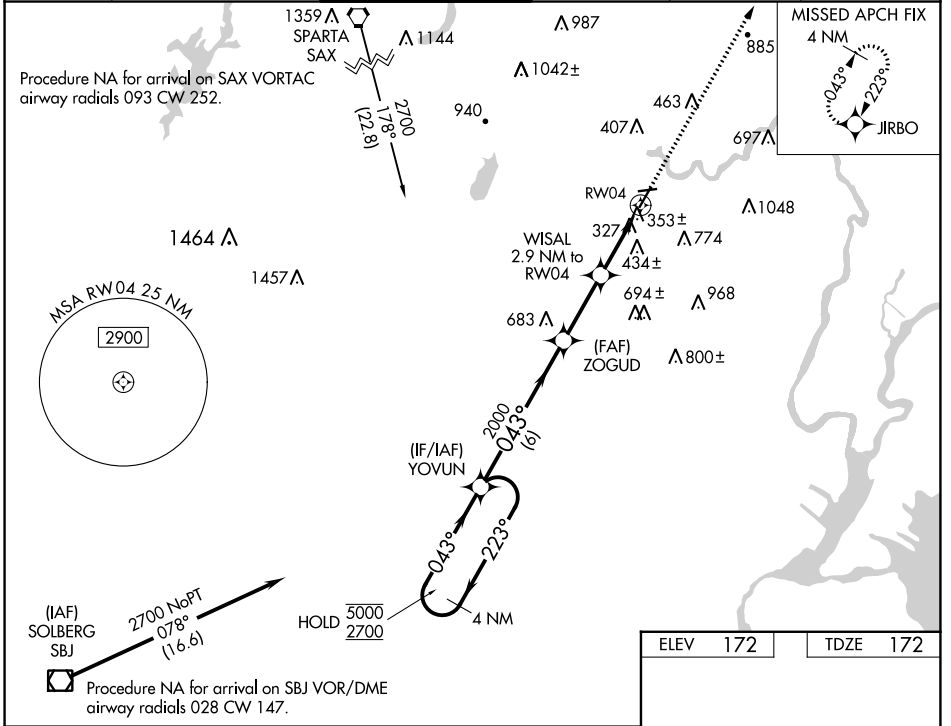 1359
SPARTA
SAX
1144
987
1042±
885
MISSED APCH FIX
4 NM
043°
223°
JIRBO
Procedure NA for arrival on SAX VORTAC
airway radials 093 CW 252.
2700
178°
(22.8)
940
463
407
697
RW04
353±
1048
327
774
WISAL
2.9 NM to
RW04
434±
1464
1457
694±
968
683
MSA RW04 25 NM
2900
(FAF)
ZOGUD
800±
2000
043°
(6)
(IF/IAF)
YOVUN
043°
223°
HOLD 5000
2700
4 NM
(IAF)
SOLBERG
SBJ
2700 NoPT
078°
(16.6)
Procedure NA for arrival on SBJ VOR/DME
airway radials 028 CW 147.
ELEV 172
TDZE 172